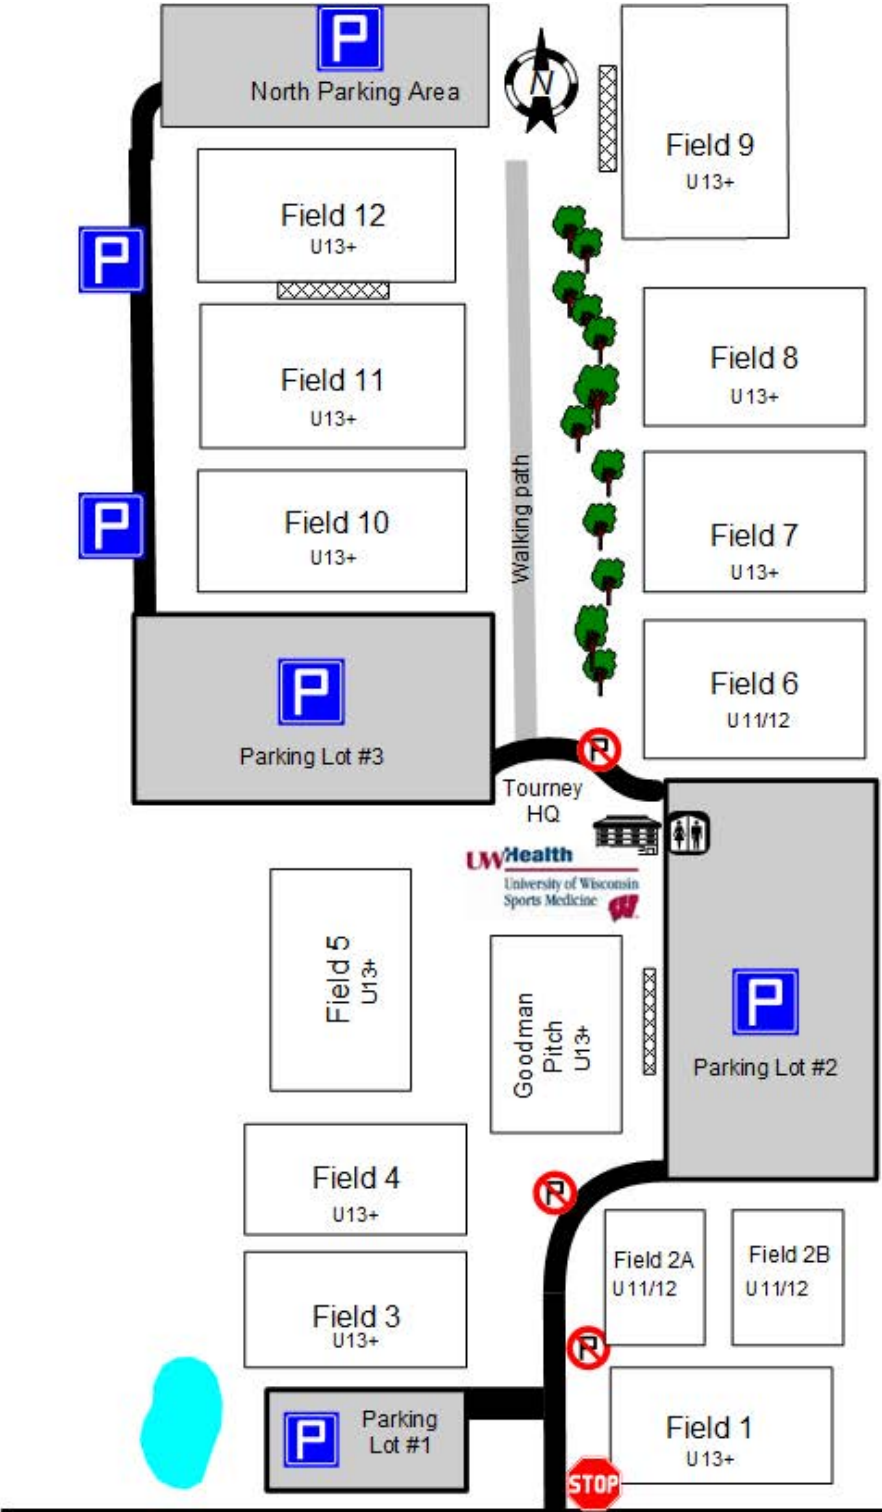 P
North Parking Area
N
Field 9
U13+
Field 12
U13+
P
Field 11
U13+
Field 8
U13+
Walking path
P
Field 10
U13+
Field 7
U13+
P
Parking Lot #3
Field 6
U11/12
P
Tourney
HQ
UW Health
University of Wisconsin
Sports Medicine
W
Field 5
U13+
Goodman
Pitch
U13+
P
Parking Lot #2
Field 4
U13+
P
Field 2A
U11/12
Field 2B
U11/12
Field 3
U13+
P
P
Parking
Lot #1
Field 1
U13+
STOP